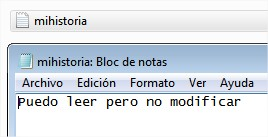 mihistoria
mihistoria: Bloc de notas
Archivo Edición Formato Ver Ayuda
Puedo leer pero no modificar